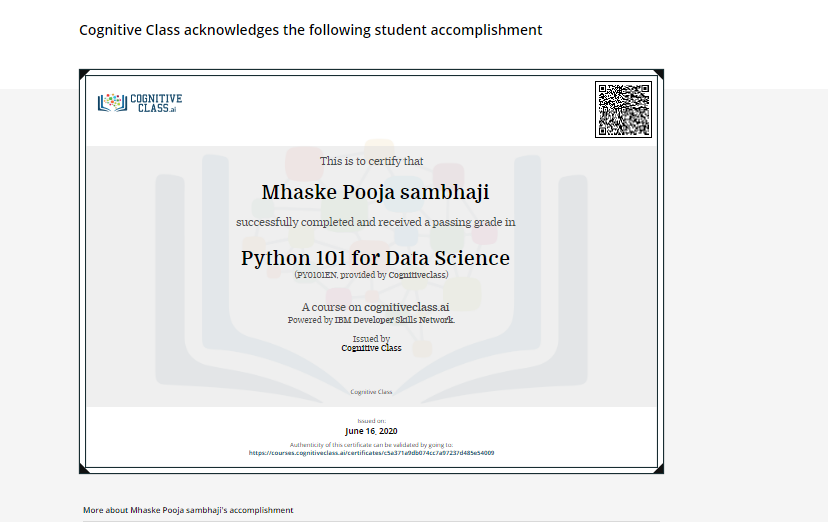 Cognitive Class acknowledges the following student accomplishment
COGNITIVE
CLASS.ai
This is to certify that
Mhaske Pooja sambhaji
successfully completed and received a passing grade in
Python 101 for Data Science
(PY0101EN, provided by Cognitiveclass)
A course on cognitiveclass.ai
Powered by IBM Developer Skills Network.
Issued by
Cognitive Class
Cognitive Class
Issued on:
June 16, 2020
Authenticity of this certificate can be validated by going to:
https://courses.cognitiveclass.ai/certificates/c5a371a9db074cc7a97237d485e54009
More about Mhaske Pooja sambhaji's accomplishment